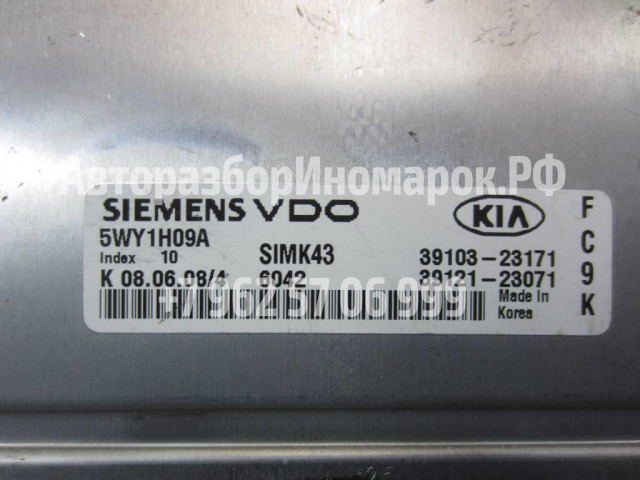 АвторазборИномарок.РФ
SIEMENS VDO KIA F
5WY1H09A C
Index 10 SIMK43 39103-23171
K 08.06.08/4 6042 39121-23071 9
+79625706999 Made In
Korea K